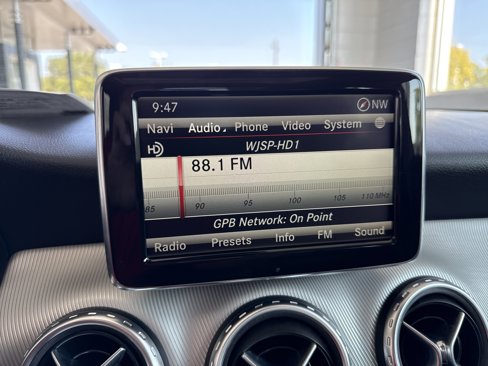 9:47 NW
Navi Audio Phone Video System
HD WJSP-HD1
88.1 FM
85 90 95 100 105 110 MHz
GPB Network: On Point
Radio Presets Info FM Sound